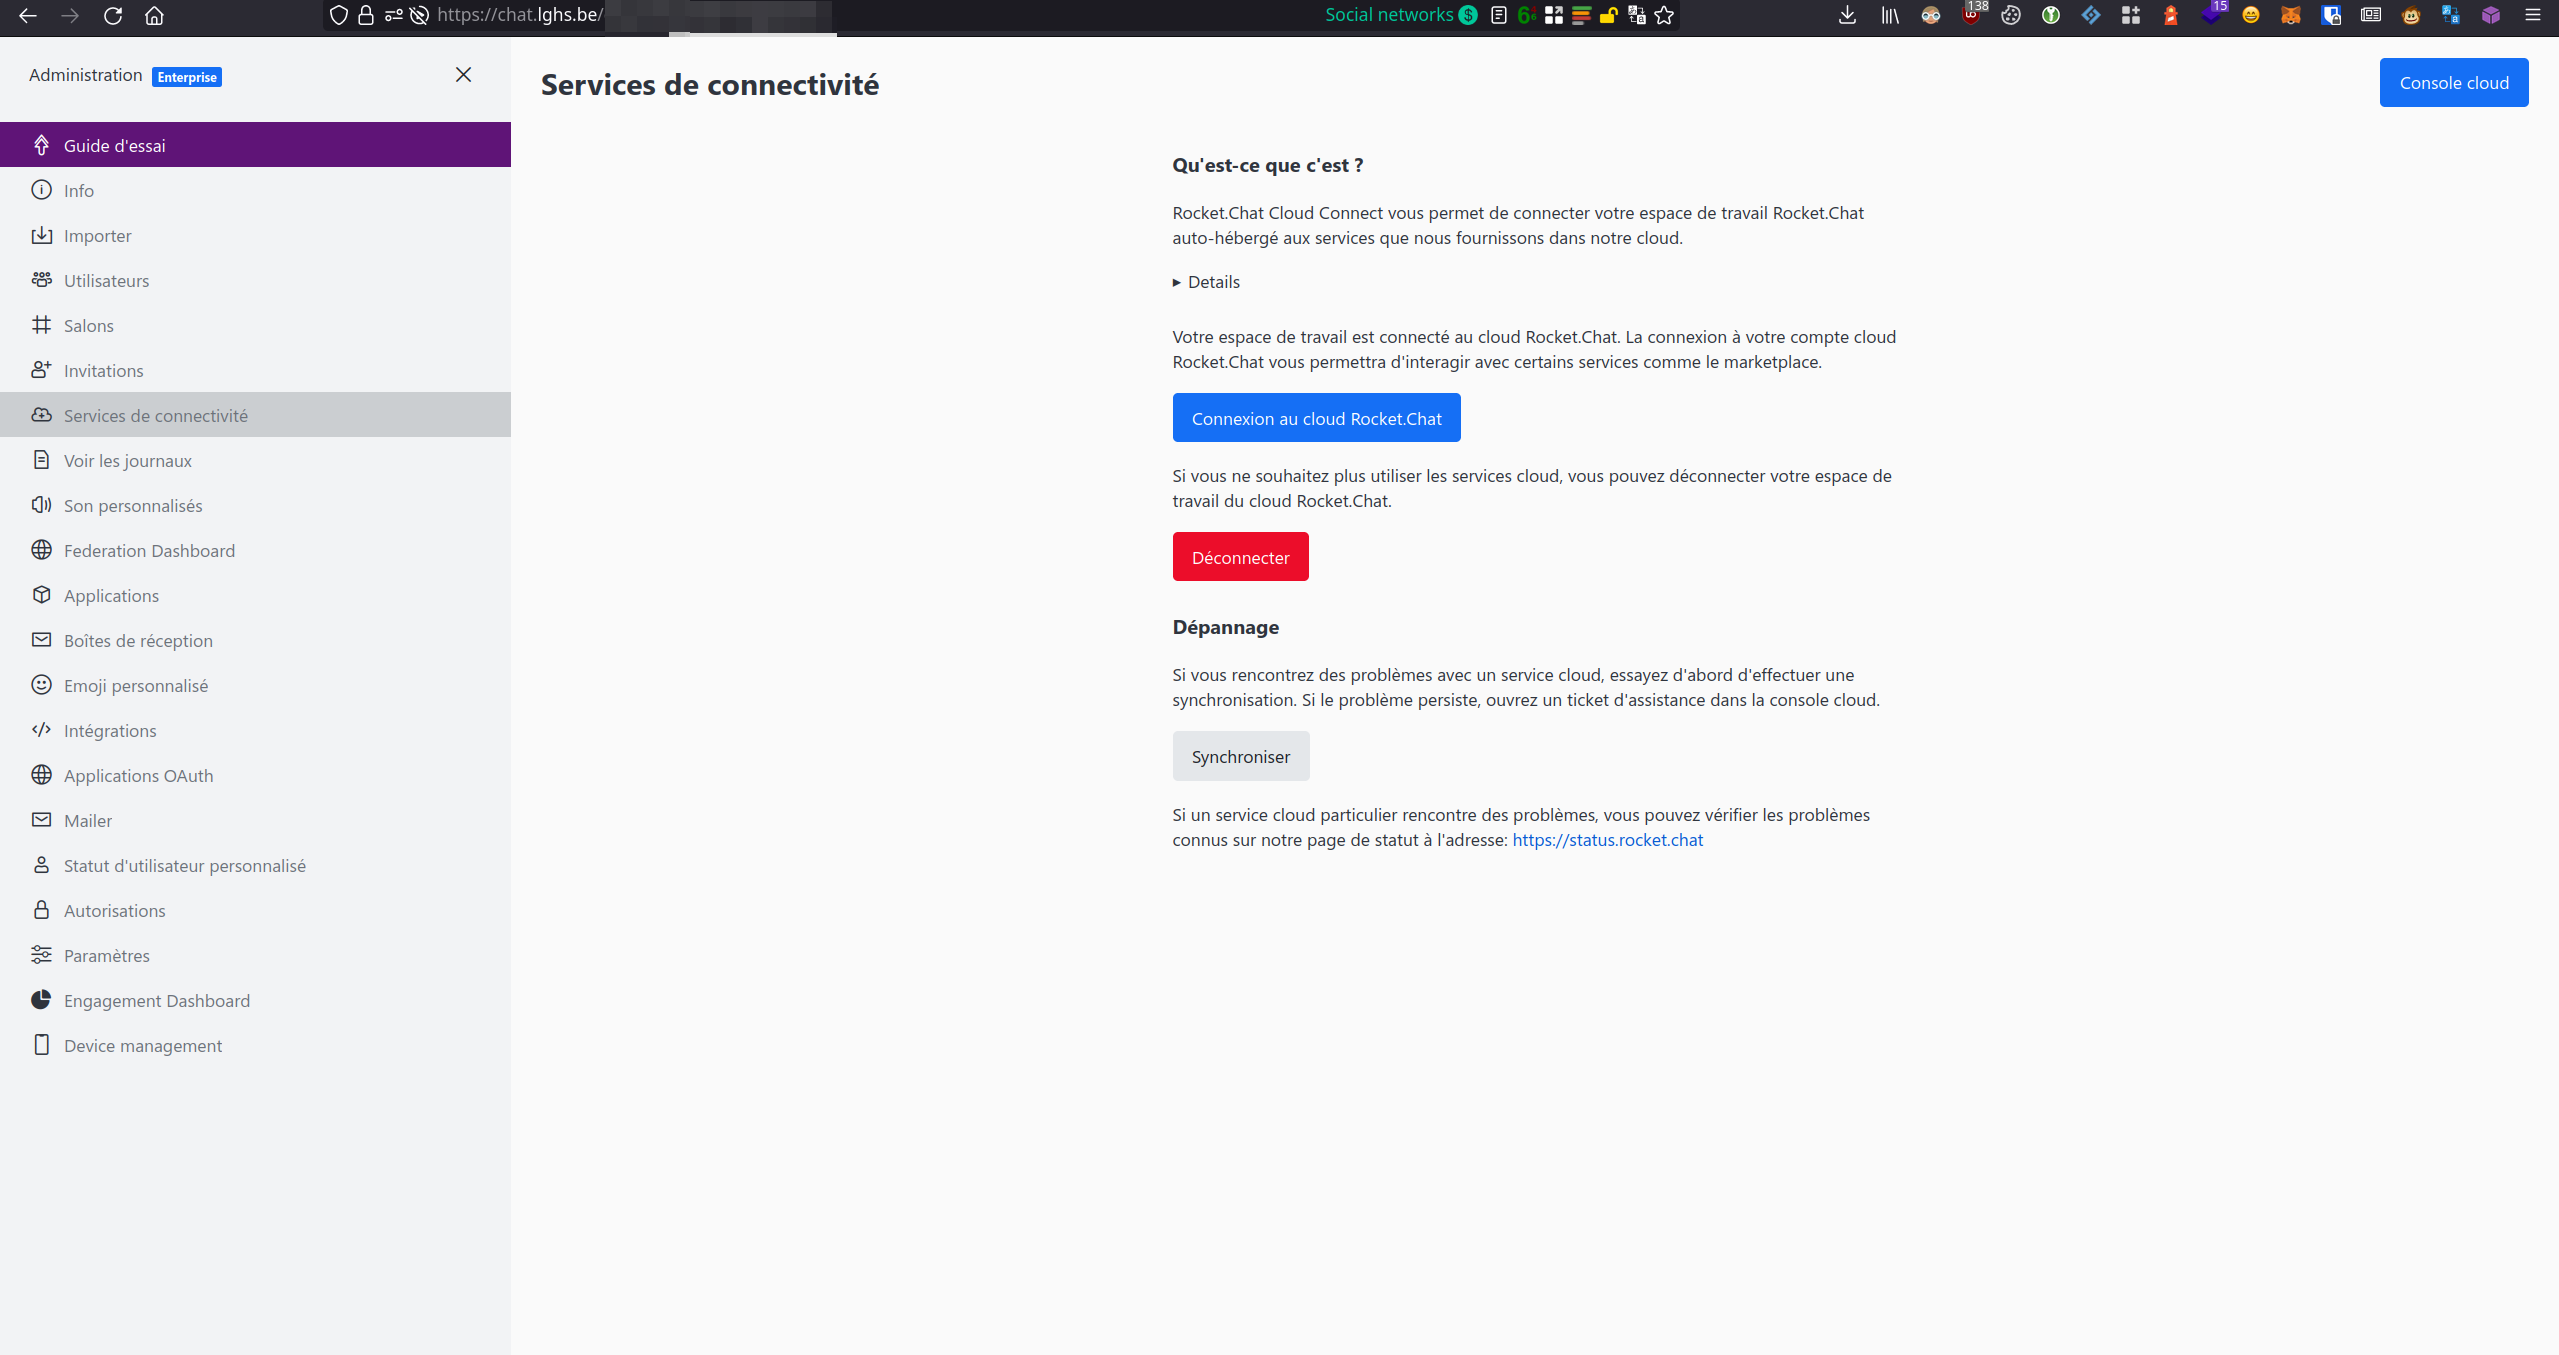 https://chat.lghs.be/
Social networks
138
15
Administration Enterprise
Guide d'essai
Info
Importer
Utilisateurs
Salons
Invitations
Services de connectivité
Voir les journaux
Son personnalisés
Federation Dashboard
Applications
Boîtes de réception
Emoji personnalisé
Intégrations
Applications OAuth
Mailer
Statut d'utilisateur personnalisé
Autorisations
Paramètres
Engagement Dashboard
Device management
Services de connectivité
Console cloud
Qu'est-ce que c'est ?
Rocket.Chat Cloud Connect vous permet de connecter votre espace de travail Rocket.Chat
auto-hébergé aux services que nous fournissons dans notre cloud.
Details
Votre espace de travail est connecté au cloud Rocket.Chat. La connexion à votre compte cloud
Rocket.Chat vous permettra d'interagir avec certains services comme le marketplace.
Connexion au cloud Rocket.Chat
Si vous ne souhaitez plus utiliser les services cloud, vous pouvez déconnecter votre espace de
travail du cloud Rocket.Chat.
Déconnecter
Dépannage
Si vous rencontrez des problèmes avec un service cloud, essayez d'abord d'effectuer une
synchronisation. Si le problème persiste, ouvrez un ticket d'assistance dans la console cloud.
Synchroniser
Si un service cloud particulier rencontre des problèmes, vous pouvez vérifier les problèmes
connus sur notre page de statut à l'adresse: https://status.rocket.chat